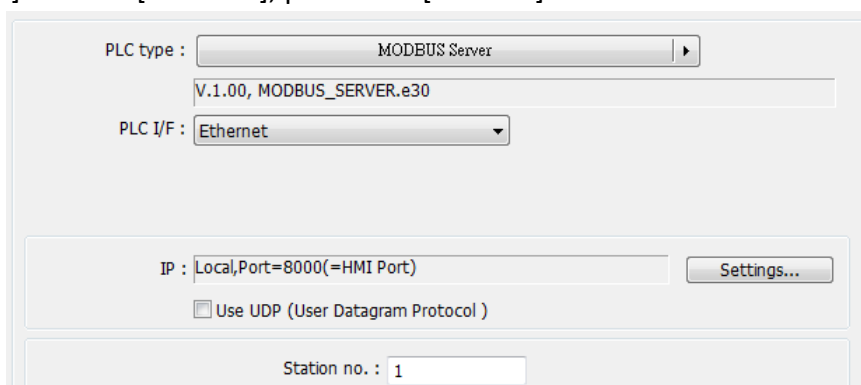 PLC type : MODBUS Server
V.1.00, MODBUS_SERVER.e30
PLC I/F : Ethernet
IP : Local,Port=8000(=HMI Port) Settings...
Use UDP (User Datagram Protocol )
Station no. : 1